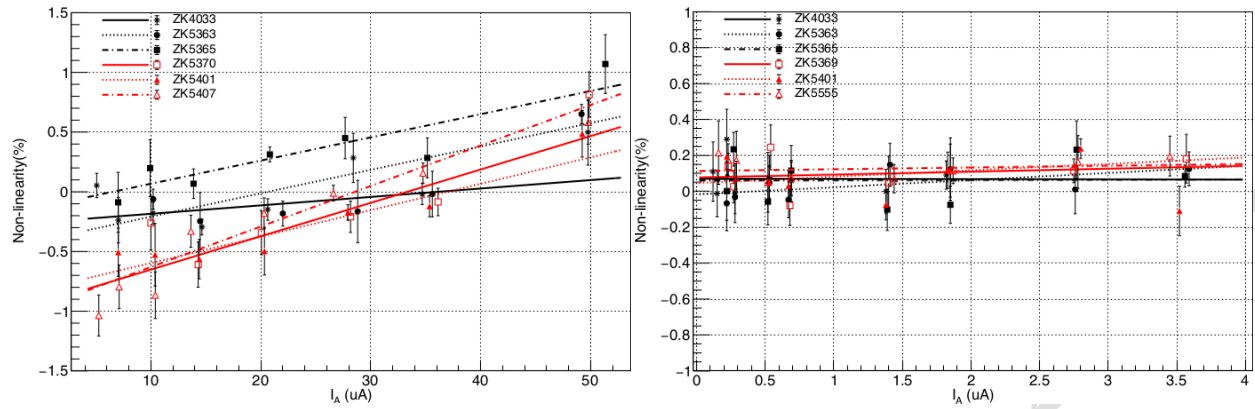 1.5
1
0.5
0
−0.5
−1
−1.5
Non-linearity(%)
ZK4033
ZK5363
ZK5365
ZK5370
ZK5401
ZK5407
10 20 30 40 50
I_A (uA)
1
0.8
0.6
0.4
0.2
0
−0.2
−0.4
−0.6
−0.8
−1
Non-linearity(%)
ZK4033
ZK5363
ZK5365
ZK5369
ZK5401
ZK5555
0 0.5 1 1.5 2 2.5 3 3.5 4
I_A (uA)